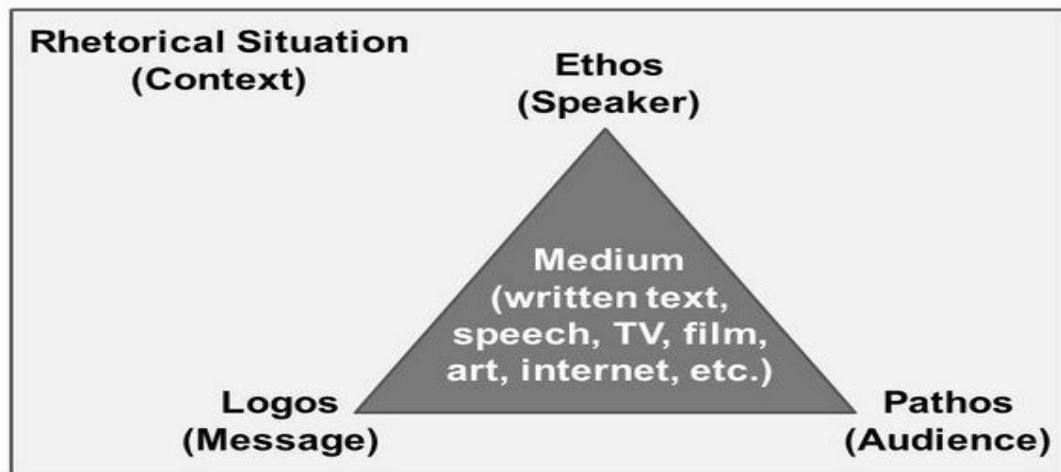 Rhetorical Situation
(Context)
Ethos
(Speaker)
Medium
(written text,
speech, TV, film,
art, internet, etc.)
Logos
(Message)
Pathos
(Audience)